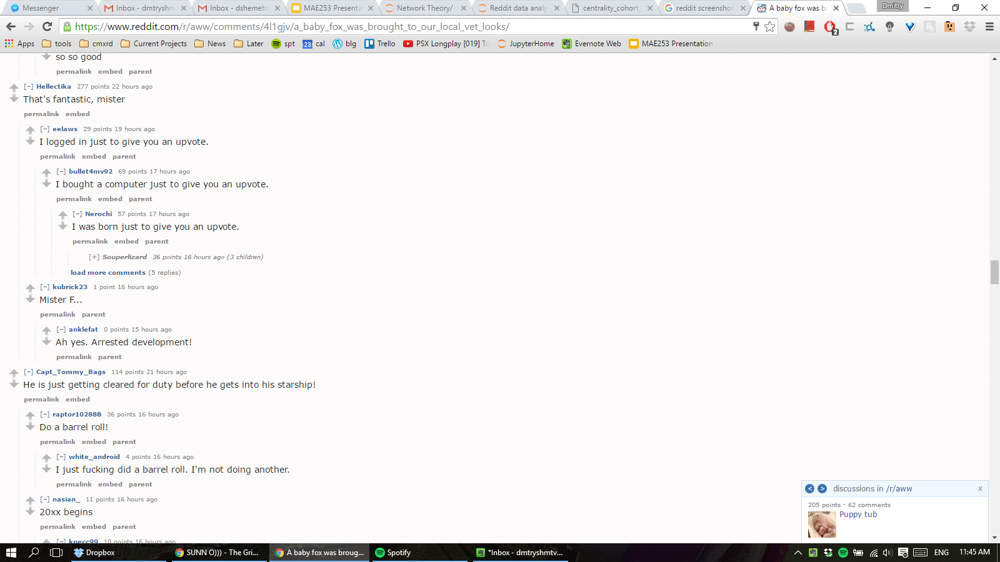 Messenger
Inbox - dmtryshm
Inbox - dshemeto
MAE253 Presenta
Network Theory/
Reddit data analy
centrality_cohort_
reddit screenshot
A baby fox was br
Dmitry
https://www.reddit.com/r/aww/comments/4l1gjv/a_baby_fox_was_brought_to_our_local_vet_looks/
2
Apps
tools
cmxrd
Current Projects
News
Later
spt
23
cal
blg
Trello
PSX Longplay [019] Tc
JupyterHome
Evernote Web
MAE253 Presentation
so so good
permalink embed parent
[–] Hellectika 277 points 22 hours ago
That's fantastic, mister
permalink embed
[–] eelaws 29 points 19 hours ago
I logged in just to give you an upvote.
permalink embed parent
[–] bullet4mv92 69 points 17 hours ago
I bought a computer just to give you an upvote.
permalink embed parent
[–] Nerochi 57 points 17 hours ago
I was born just to give you an upvote.
permalink embed parent
[+] Souperlizard 36 points 16 hours ago (3 children)
load more comments (5 replies)
[–] kubrick23 1 point 16 hours ago
Mister F...
permalink parent
[–] anklefat 0 points 15 hours ago
Ah yes. Arrested development!
permalink parent
[–] Capt_Tommy_Bags 114 points 21 hours ago
He is just getting cleared for duty before he gets into his starship!
permalink embed
[–] raptor102888 36 points 16 hours ago
Do a barrel roll!
permalink embed parent
[–] white_android 4 points 16 hours ago
I just fucking did a barrel roll. I'm not doing another.
permalink embed parent
[–] nasian_ 11 points 16 hours ago
20xx begins
permalink embed parent
[–] knecc99 10 points 16 hours ago
discussions in /r/aww
x
205 points · 62 comments
Puppy tub
Dropbox
SUNN O))) - The Gri...
A baby fox was broug...
Spotify
*Inbox - dmtryshmtv...
ENG
11:45 AM